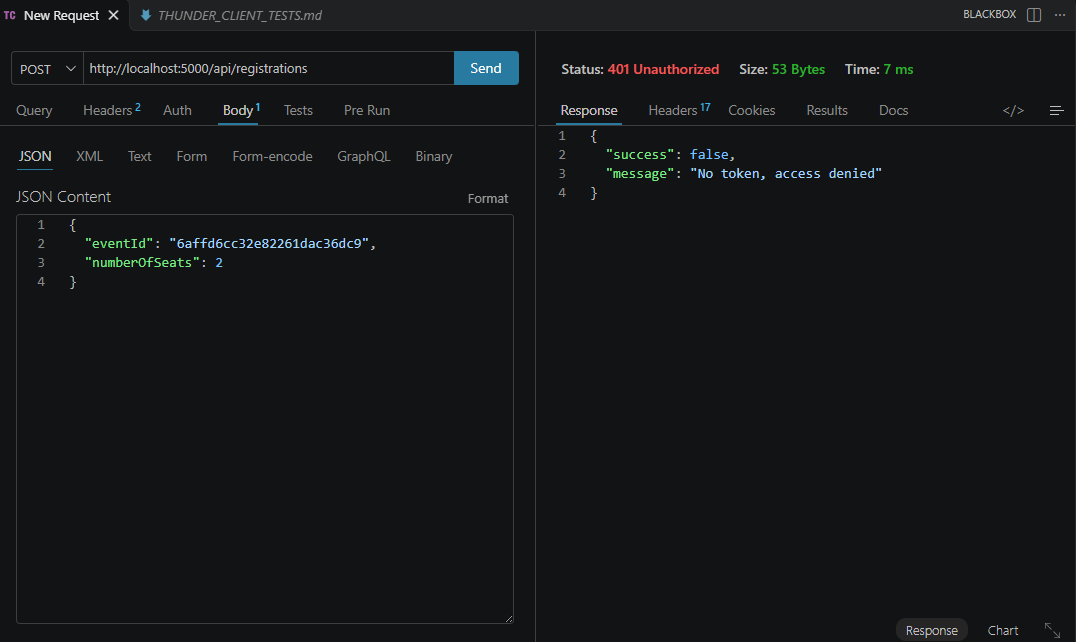 TC New Request THUNDER_CLIENT_TESTS.md BLACKBOX
POST http://localhost:5000/api/registrations Send
Status: 401 Unauthorized Size: 53 Bytes Time: 7 ms
Query Headers 2 Auth Body 1 Tests Pre Run
Response Headers 17 Cookies Results Docs </>
JSON XML Text Form Form-encode GraphQL Binary
JSON Content Format
1 {
2 "eventId": "6affd6cc32e82261dac36dc9",
3 "numberOfSeats": 2
4 }
1 {
2 "success": false,
3 "message": "No token, access denied"
4 }
Response Chart